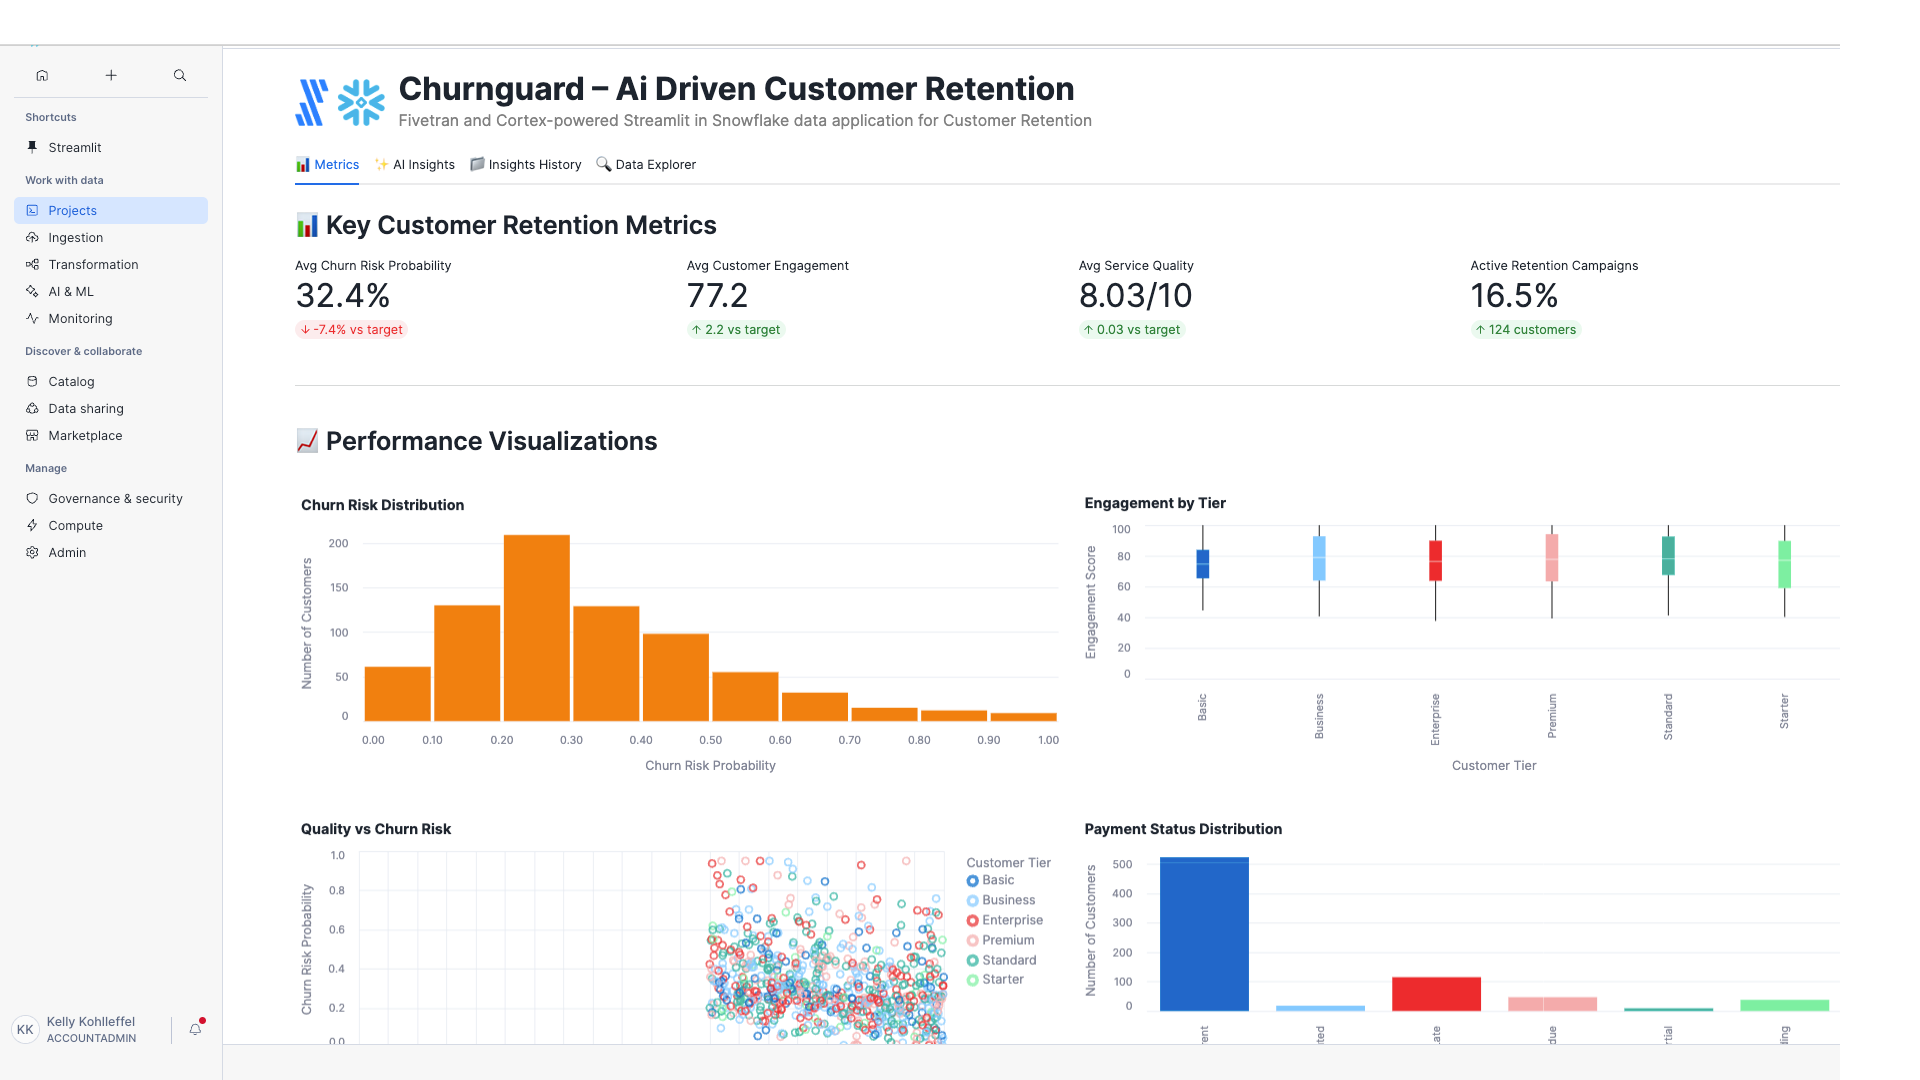 Churnguard – Ai Driven Customer Retention
Fivetran and Cortex-powered Streamlit in Snowflake data application for Customer Retention
Shortcuts
Streamlit
Work with data
Projects
Ingestion
Transformation
AI & ML
Monitoring
Discover & collaborate
Catalog
Data sharing
Marketplace
Manage
Governance & security
Compute
Admin
KK
Kelly Kohlleffel
ACCOUNTADMIN
Metrics
AI Insights
Insights History
Data Explorer
Key Customer Retention Metrics
Avg Churn Risk Probability
32.4%
↓ -7.4% vs target
Avg Customer Engagement
77.2
↑ 2.2 vs target
Avg Service Quality
8.03/10
↑ 0.03 vs target
Active Retention Campaigns
16.5%
↑ 124 customers
Performance Visualizations
Churn Risk Distribution
Number of Customers
200
150
100
50
0
0.00 0.10 0.20 0.30 0.40 0.50 0.60 0.70 0.80 0.90 1.00
Churn Risk Probability
Engagement by Tier
Engagement Score
100
80
60
40
20
0
Basic Business Enterprise Premium Standard Starter
Customer Tier
Quality vs Churn Risk
Churn Risk Probability
1.0
0.8
0.6
0.4
0.2
0.0
Customer Tier
Basic
Business
Enterprise
Premium
Standard
Starter
Payment Status Distribution
Number of Customers
500
400
300
200
100
0